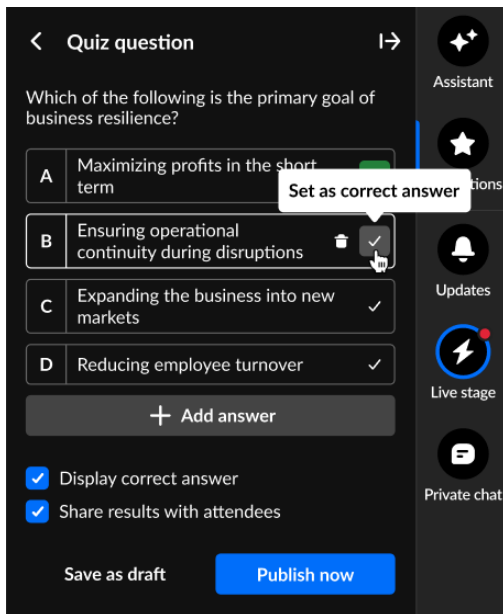 Quiz question
Assistant
Which of the following is the primary goal of
business resilience?
A
Maximizing profits in the short
term
Set as correct answer
B
Ensuring operational
continuity during disruptions
Updates
C
Expanding the business into new
markets
D
Reducing employee turnover
Live stage
+ Add answer
Display correct answer
Share results with attendees
Private chat
Save as draft
Publish now